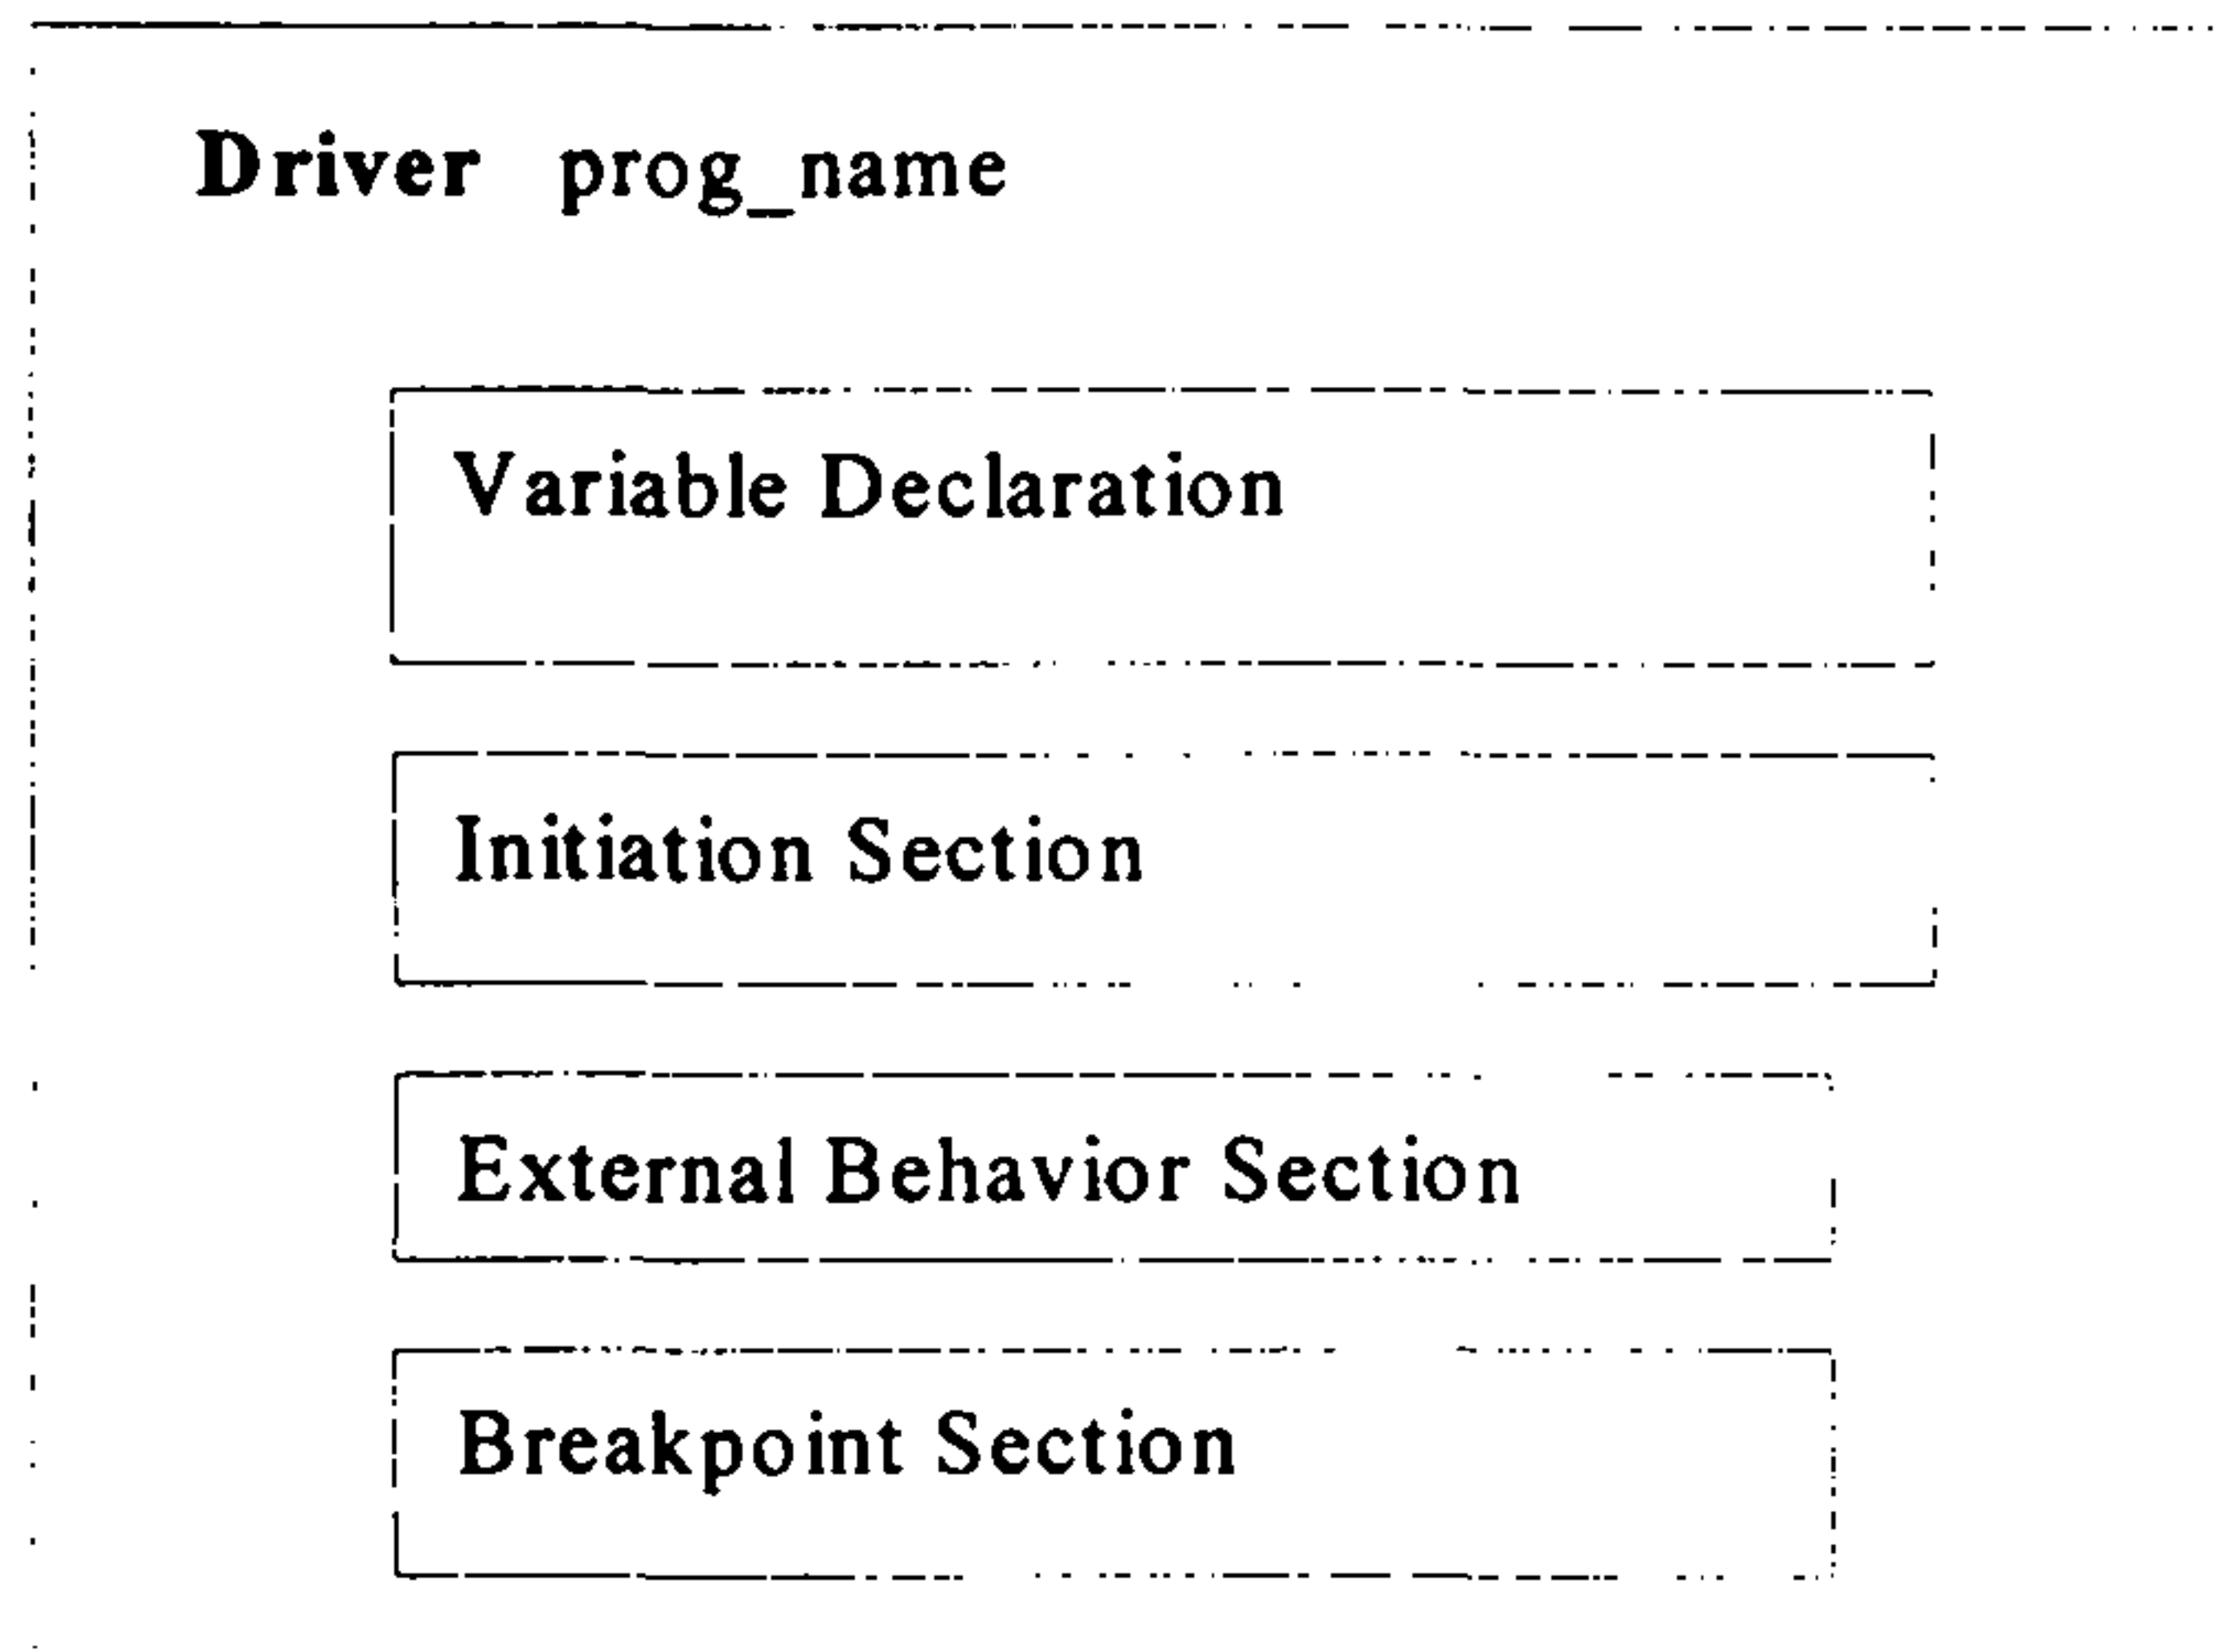 Driver prog_name
Variable Declaration
Initiation Section
External Behavior Section
Breakpoint Section